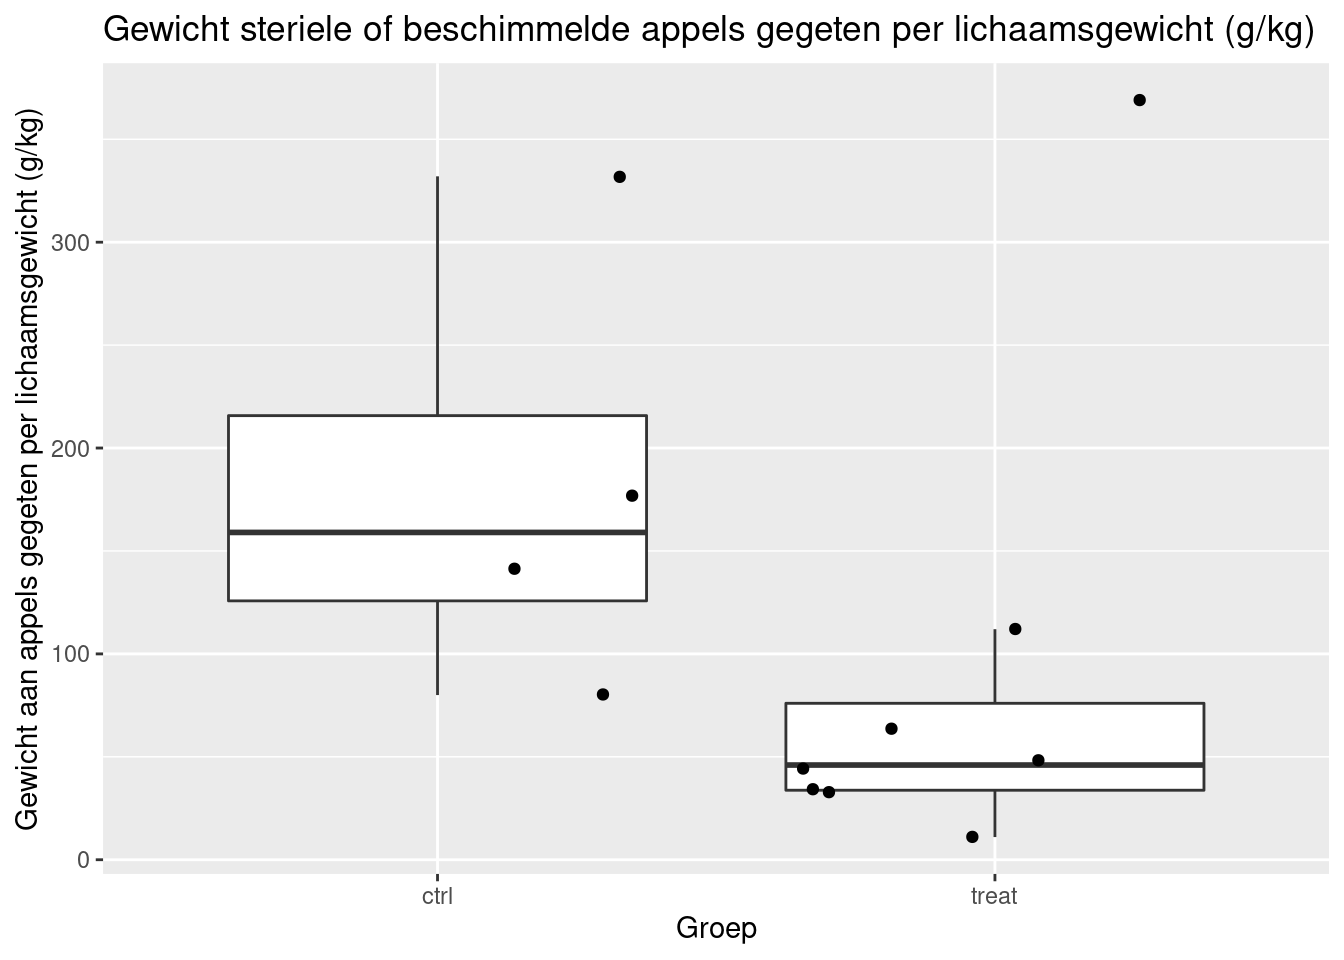 Gewicht steriele of beschimmelde appels gegeten per lichaamsgewicht (g/kg)
Gewicht aan appels gegeten per lichaamsgewicht (g/kg)
300
200
100
0
ctrl
treat
Groep